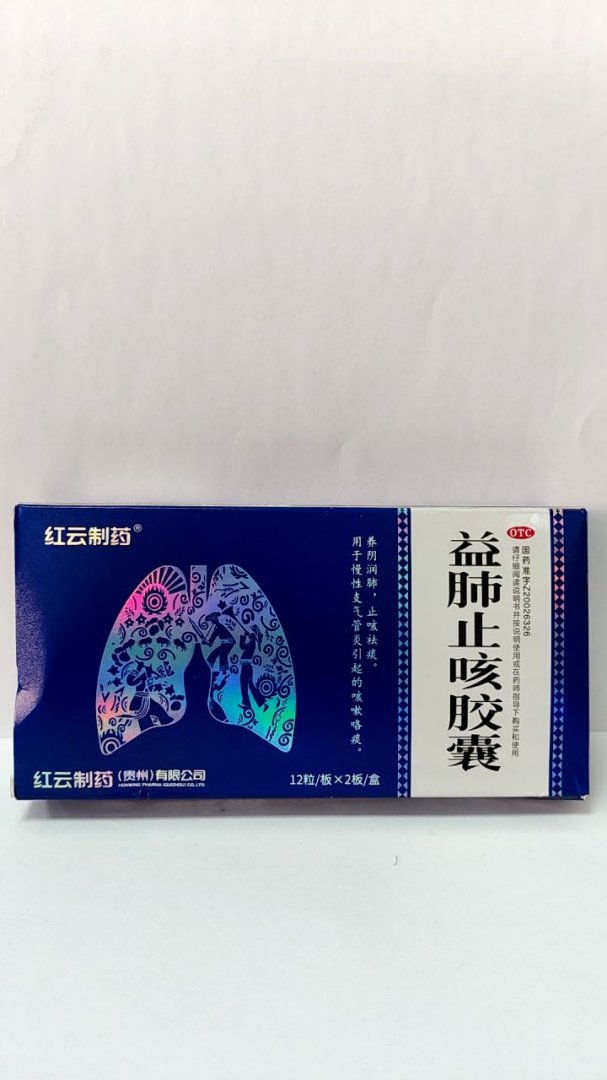 红云制药®
养阴润肺，止咳祛痰。
用于慢性支气管炎引起的咳嗽咯痰。
红云制药(贵州)有限公司
HONGYUN PHARMA (GUIZHOU) CO.,LTD.
12粒/板×2板/盒
OTC
国药准字Z20026326
请仔细阅读说明书并按说明使用或在药师指导下购买和使用
益肺止咳胶囊